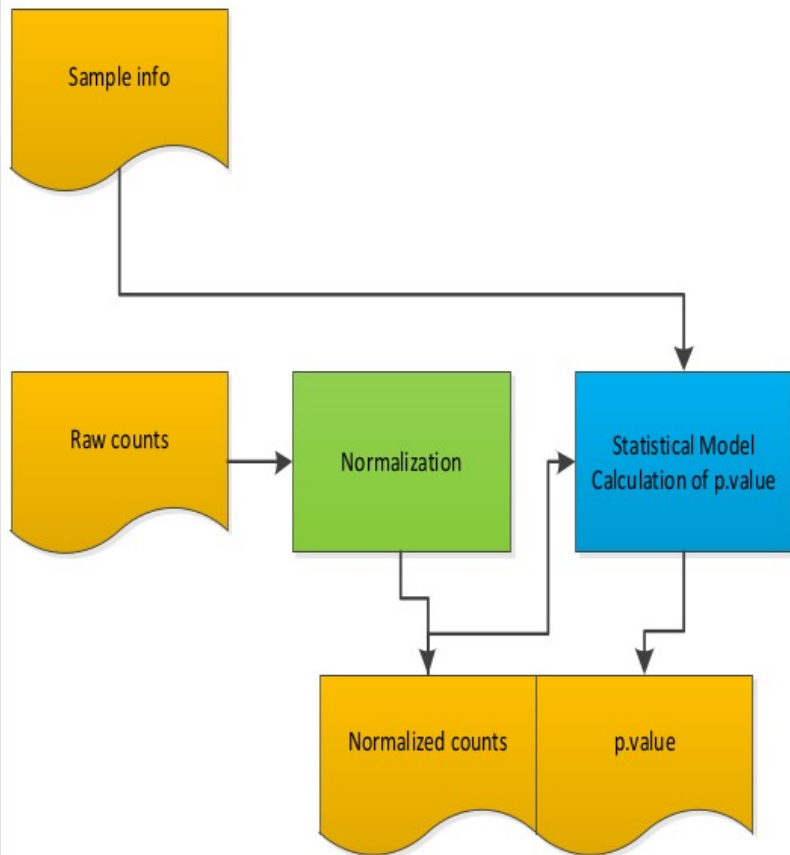 Sample info
Raw counts
Normalization
Statistical Model
Calculation of p.value
Normalized counts
p.value